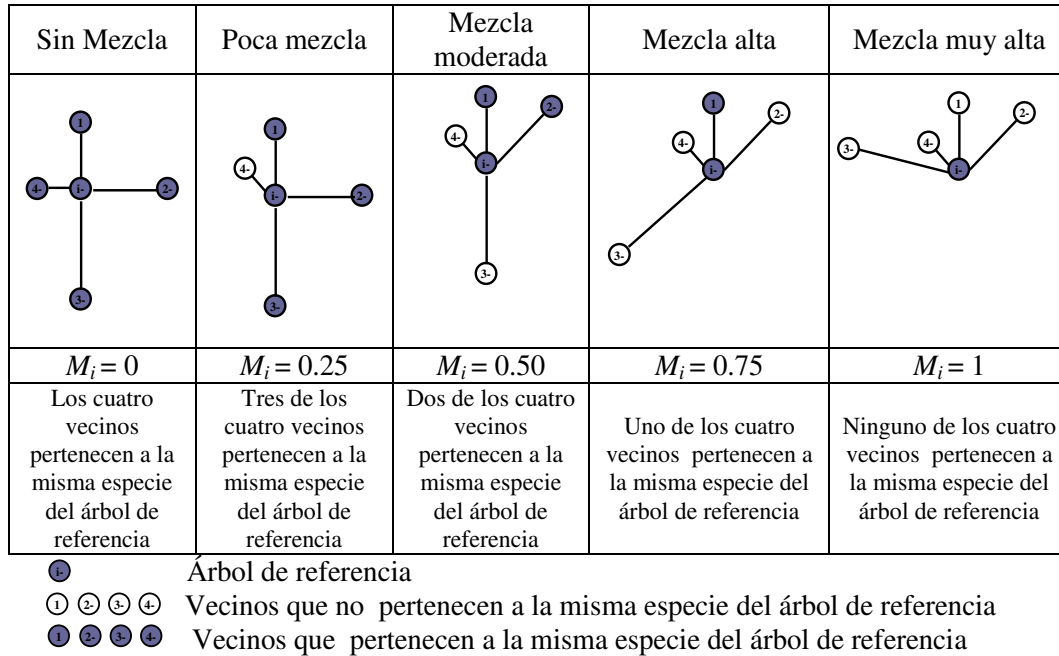 Sin Mezcla
Poca mezcla
Mezcla
moderada
Mezcla alta
Mezcla muy alta
1
4-
i-
2-
3-
1
4-
i-
2-
3-
1
2-
4-
i-
3-
1
2-
4-
i-
3-
1
2-
3-
4-
i-
M_i = 0
M_i = 0.25
M_i = 0.50
M_i = 0.75
M_i = 1
Los cuatro
vecinos
pertenecen a la
misma especie
del árbol de
referencia
Tres de los
cuatro vecinos
pertenecen a la
misma especie
del árbol de
referencia
Dos de los cuatro
vecinos
pertenecen a la
misma especie
del árbol de
referencia
Uno de los cuatro
vecinos pertenecen a
la misma especie del
árbol de referencia
Ninguno de los cuatro
vecinos pertenecen a
la misma especie del
árbol de referencia
i- Árbol de referencia
1 2- 3- 4- Vecinos que no pertenecen a la misma especie del árbol de referencia
1 2- 3- 4- Vecinos que pertenecen a la misma especie del árbol de referencia